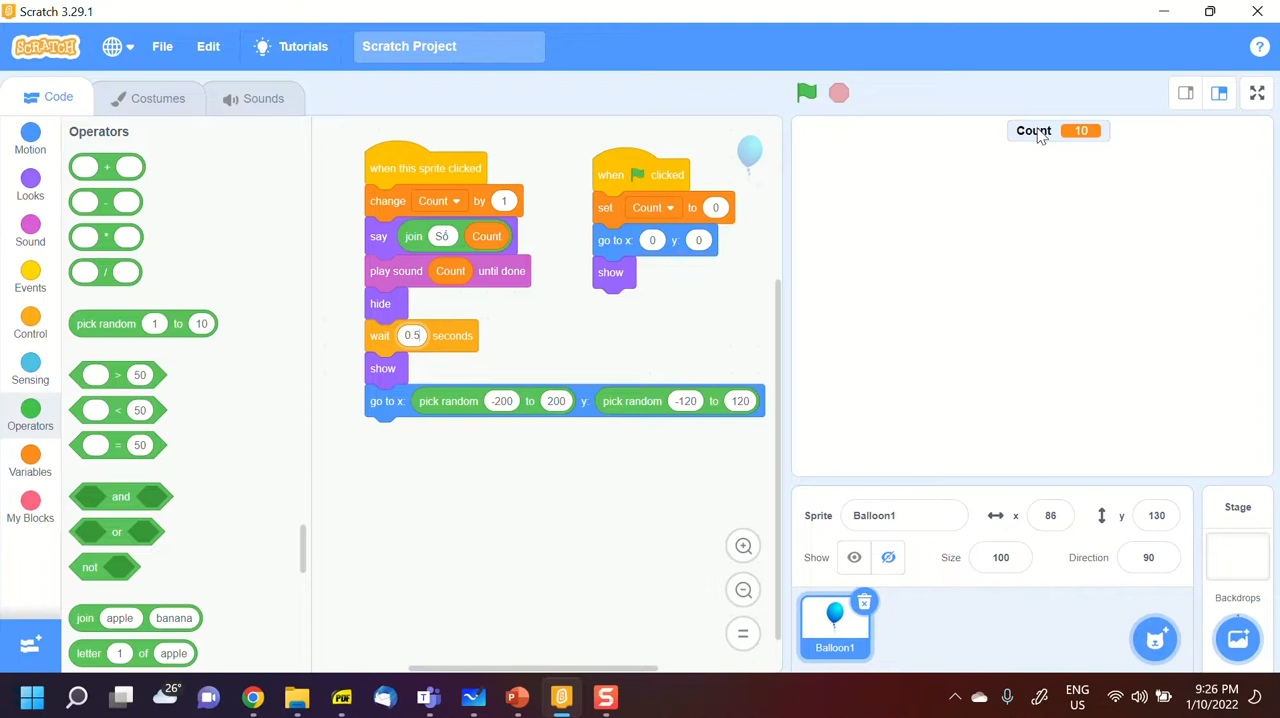 Scratch 3.29.1
SCRATCH File Edit Tutorials Scratch Project ?
Code Costumes Sounds
Motion
Looks
Sound
Events
Control
Sensing
Operators
Variables
My Blocks
Operators
+
-
*
/
pick random 1 to 10
> 50
< 50
= 50
and
or
not
join apple banana
letter 1 of apple
when this sprite clicked
change Count by 1
say join Số Count
play sound Count until done
hide
wait 0.5 seconds
show
go to x: pick random -200 to 200 y: pick random -120 to 120
when clicked
set Count to 0
go to x: 0 y: 0
show
Count 10
Sprite Balloon1 x 86 y 130
Show Size 100 Direction 90
Balloon1
Stage
Backdrops
26°
PDF
S
ENG
US
9:26 PM
1/10/2022